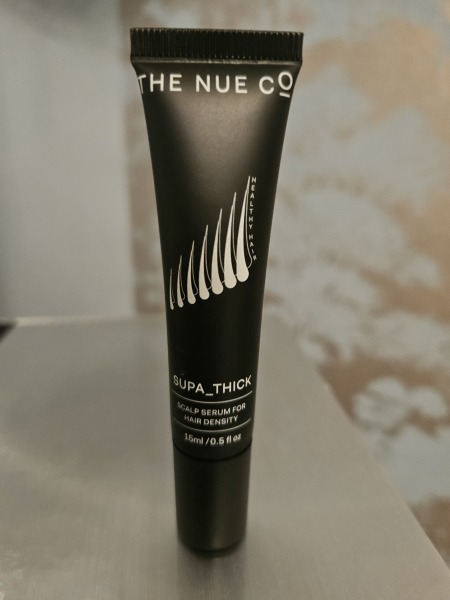 THE NUE CO
HEALTHY HAIR
SUPA_THICK
SCALP SERUM FOR
HAIR DENSITY
15ml / 0.5 fl oz